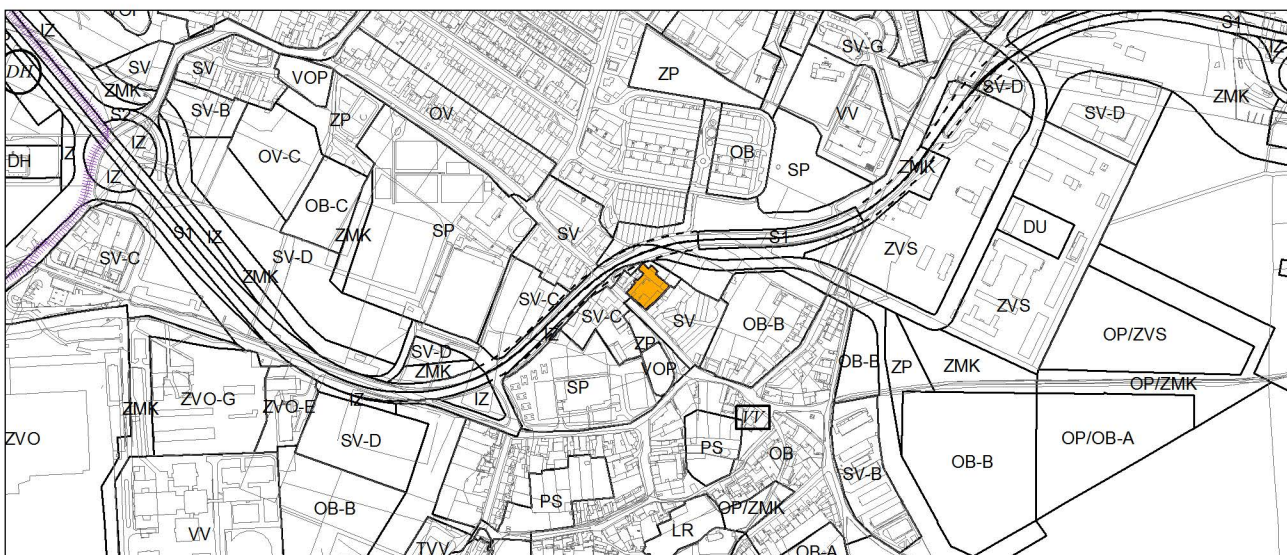 IZ
VOP
SV
SV
VOP
ZP
SV-G
S1
IZ
DH
ZMK
SV-B
ZP
OV
SV-D
SV-D
ZMK
VV
DH
IZ
IZ
OV-C
OB
SP
ZMK
OB-C
S1
IZ
SV-C
SV-D
ZMK
ZMK
SP
SV
S1
ZVS
DU
ZVS
SV-C
SV-C
IZ
ZP
SV
OB-B
OP/ZVS
SV-D
ZMK
VOP
OB-B
ZP
ZMK
OP/ZMK
ZVO
ZMK
ZVO-G
ZVO-E
IZ
IZ
SP
SV-D
VV
PS
OB
SV-B
OB-B
OP/OB-A
VV
OB-B
PS
OP/ZMK
LR
TVV
OB-A